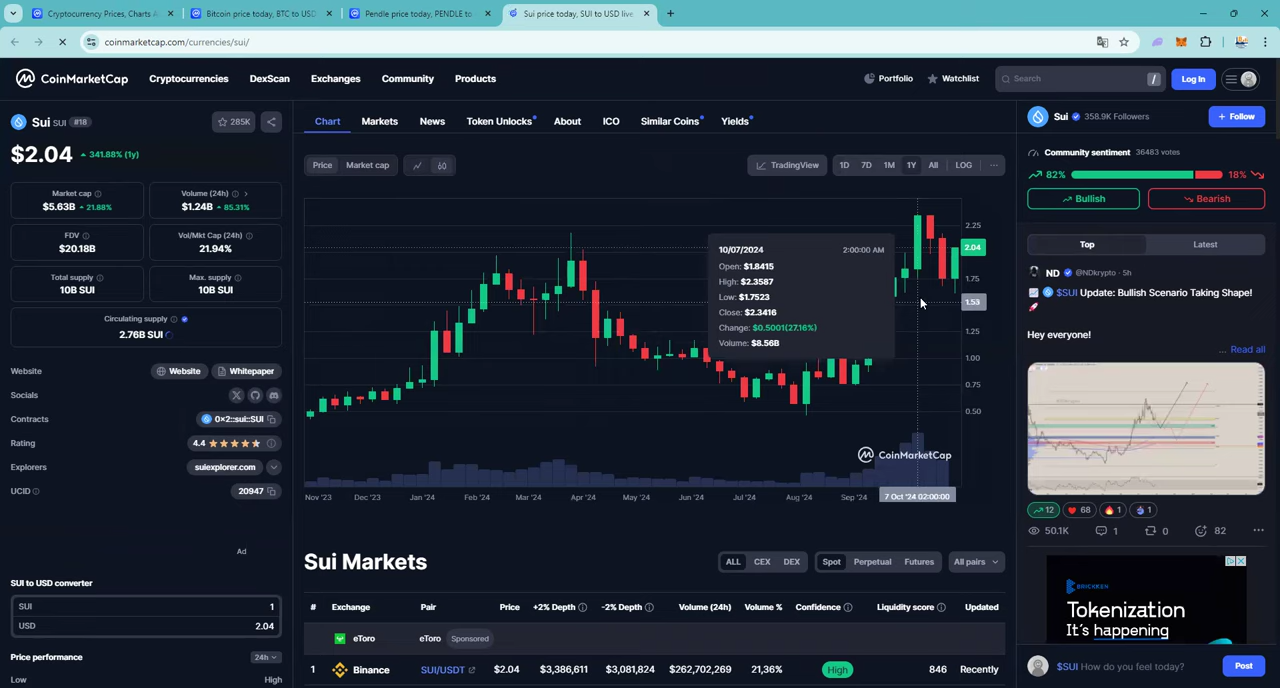 Cryptocurrency Prices, Charts A
Bitcoin price today, BTC to USD
Pendle price today, PENDLE to
Sui price today, SUI to USD live
coinmarketcap.com/currencies/sui/
CoinMarketCap
Cryptocurrencies
DexScan
Exchanges
Community
Products
Portfolio
Watchlist
Search
/
Log In
Sui SUI #18
285K
$2.04 341.88% (1y)
Market cap
$5.63B 21.88%
Volume (24h)
$1.24B 85.31%
FDV
$20.18B
Vol/Mkt Cap (24h)
21.94%
Total supply
10B SUI
Max. supply
10B SUI
Circulating supply
2.76B SUI
Website
Website
Whitepaper
Socials
Contracts
0x2::sui::SUI
Rating
4.4
Explorers
suiexplorer.com
UCID
20947
Ad
SUI to USD converter
SUI 1
USD 2.04
Price performance
24h
Low High
Chart
Markets
News
Token Unlocks
About
ICO
Similar Coins
Yields
Price
Market cap
TradingView
1D
7D
1M
1Y
All
LOG
10/07/2024 2:00:00 AM
Open: $1.8415
High: $2.3587
Low: $1.7523
Close: $2.3416
Change: $0.5001(27.16%)
Volume: $8.56B
2.25
2.04
1.75
1.53
1.25
1.00
0.75
0.50
CoinMarketCap
Nov '23
Dec '23
Jan '24
Feb '24
Mar '24
Apr '24
May '24
Jun '24
Jul '24
Aug '24
Sep '24
7 Oct '24 02:00:00
Sui Markets
ALL
CEX
DEX
Spot
Perpetual
Futures
All pairs
# Exchange Pair Price +2% Depth -2% Depth Volume (24h) Volume % Confidence Liquidity score Updated
eToro eToro Sponsored
1 Binance SUI/USDT $2.04 $3,386,611 $3,081,824 $262,702,269 21,36% High 846 Recently
Sui 358.9K Followers
+ Follow
Community sentiment 36483 votes
82%
18%
Bullish
Bearish
Top
Latest
ND @NDkrypto · 5h
$SUI Update: Bullish Scenario Taking Shape!
Hey everyone!
... Read all
12
68
1
1
50.1K
1
0
82
BRICKKEN
Tokenization
It's happening
$SUI How do you feel today?
Post